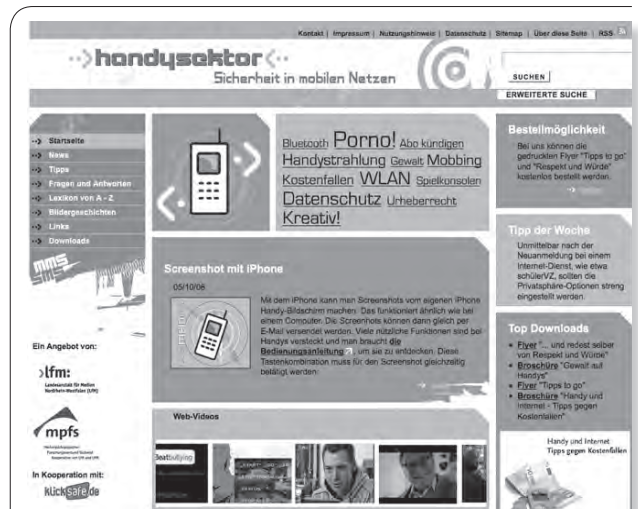 Kontakt | Impressum | Nutzungshinweis | Datenschutz | Sitemap | Über diese Seite | RSS
handysektor
Sicherheit in mobilen Netzen
SUCHEN
ERWEITERTE SUCHE
Startseite
News
Tipps
Fragen und Antworten
Lexikon von A - Z
Bildergeschichten
Links
Downloads
MMS
SMS
Ein Angebot von:
lfm:
Landesanstalt für Medien
Nordrhein-Westfalen (LfM)
mpfs
In Kooperation mit:
klicksafe.de
Bluetooth Porno! Abo kündigen
Handystrahlung Gewalt Mobbing
Kostenfallen WLAN Spielkonsolen
Datenschutz Urheberrecht
Kreativ!
Screenshot mit iPhone
05/10/08
Mit dem iPhone kann man Screenshots vom eigenen iPhone
Handy-Bildschirm machen. Das funktioniert ähnlich wie bei
einem Computer. Die Screenhots können dann gleich per
E-Mail versendet werden. Viele nützliche Funktionen sind bei
Handys versteckt und man braucht die
Bedienungsanleitung, um sie zu entdecken. Diese
Tastenkombination muss für den Screenshot gleichzeitig
betätigt werden:
Web-Videos
Beatbullying
Bestellmöglichkeit
Bei uns können die
gedruckten Flyer "Tipps to go"
und "Respekt und Würde"
kostenlos bestellt werden.
Tipp der Woche
Unmittelbar nach der
Neuanmeldung bei einem
Internet-Dienst, wie etwa
schülerVZ, sollten die
Privatsphäre-Optionen streng
eingestellt werden.
Top Downloads
Flyer "... und redest selber
von Respekt und Würde"
Broschüre "Gewalt auf
Handys"
Flyer "Tipps to go"
Broschüre "Handy und
Internet - Tipps gegen
Kostenfallen"
Handy und Internet
Tipps gegen Kostenfallen